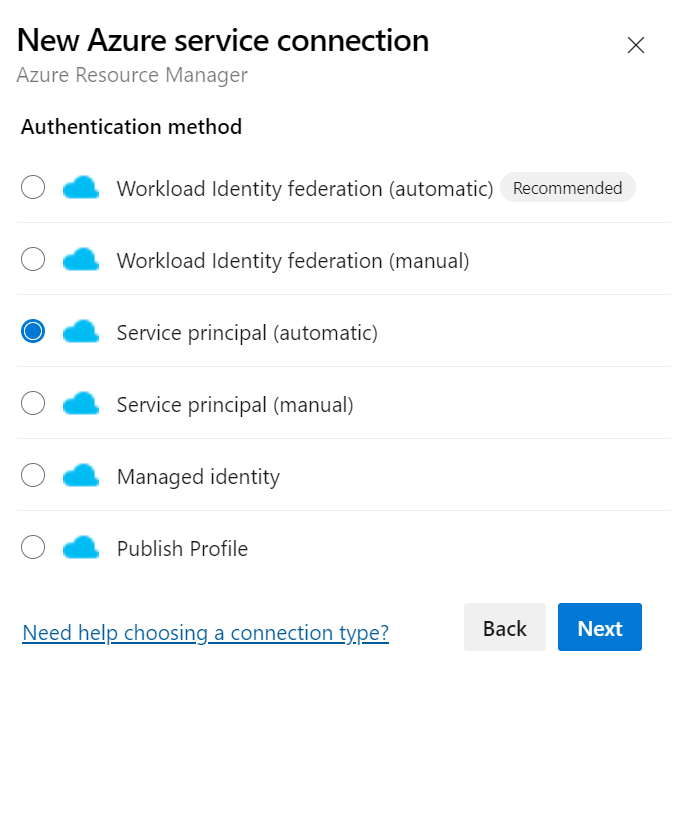 New Azure service connection
Azure Resource Manager
Authentication method
Workload Identity federation (automatic) Recommended
Workload Identity federation (manual)
Service principal (automatic)
Service principal (manual)
Managed identity
Publish Profile
Need help choosing a connection type? Back Next